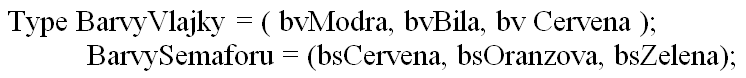 Type BarvyVlajky = ( bvModra, bvBila, bv Cervena );
BarvySemaforu = (bsCervena, bsOranzova, bsZelena);